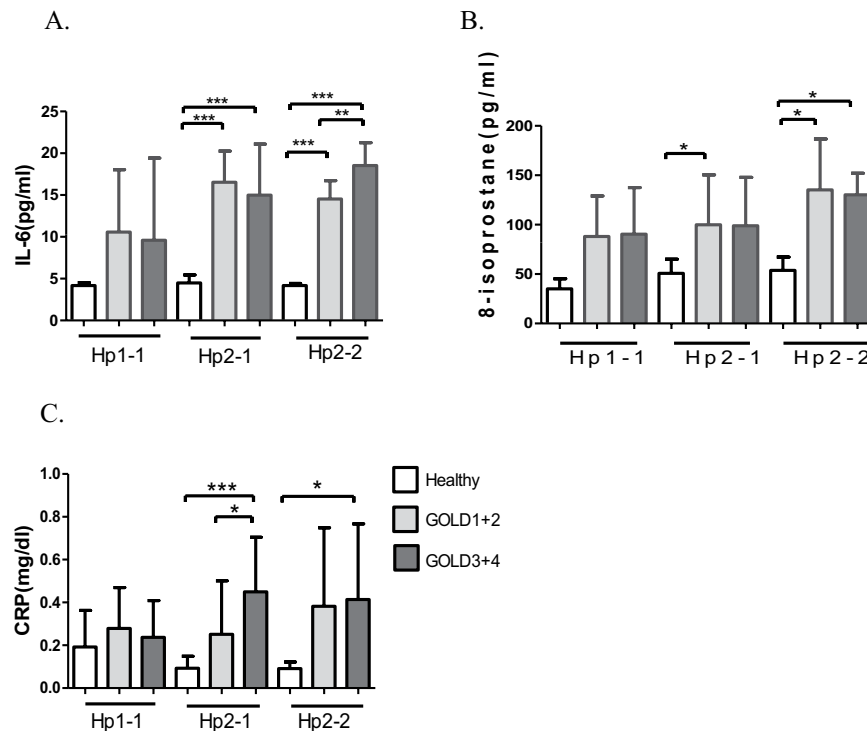 A.
IL-6(pg/ml)
25
20
15
10
5
0
***
***
***
***
**
Hp1-1
Hp2-1
Hp2-2
B.
8-isoprostane(pg/ml)
200
150
100
50
0
*
*
*
Hp1-1
Hp2-1
Hp2-2
C.
CRP(mg/dl)
1.0
0.8
0.6
0.4
0.2
0.0
***
*
*
Hp1-1
Hp2-1
Hp2-2
Healthy
GOLD1+2
GOLD3+4